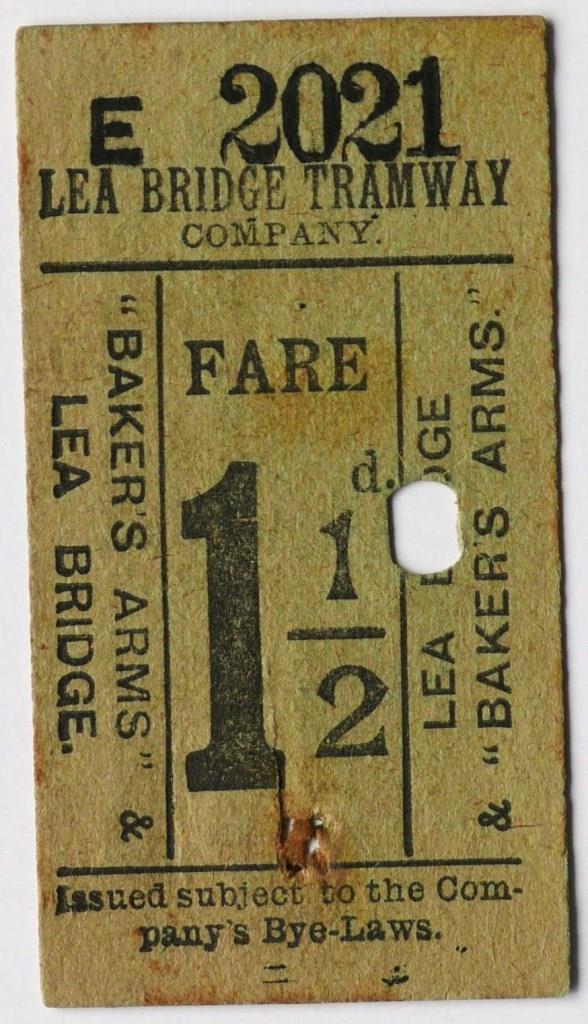 E 2021
LEA BRIDGE TRAMWAY
COMPANY.
"BAKER'S ARMS" &
LEA BRIDGE.
FARE
1 1/2 d.
LEA B DGE
& "BAKER'S ARMS."
Issued subject to the Com-
pany's Bye-Laws.